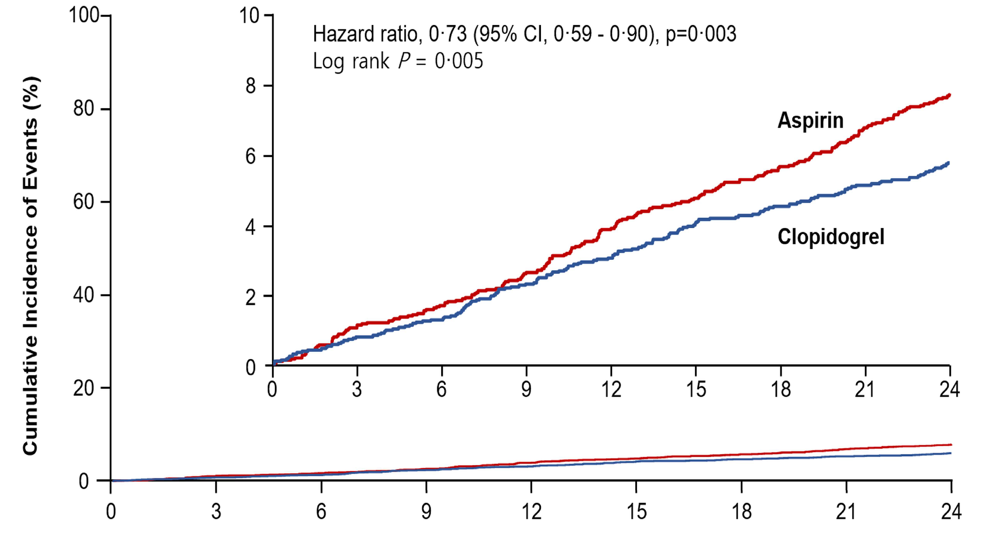 Cumulative Incidence of Events (%)
100
80
60
40
20
0
10
8
6
4
2
0
Hazard ratio, 0·73 (95% CI, 0·59 - 0·90), p=0·003
Log rank P = 0·005
Aspirin
Clopidogrel
0 3 6 9 12 15 18 21 24
0 3 6 9 12 15 18 21 24